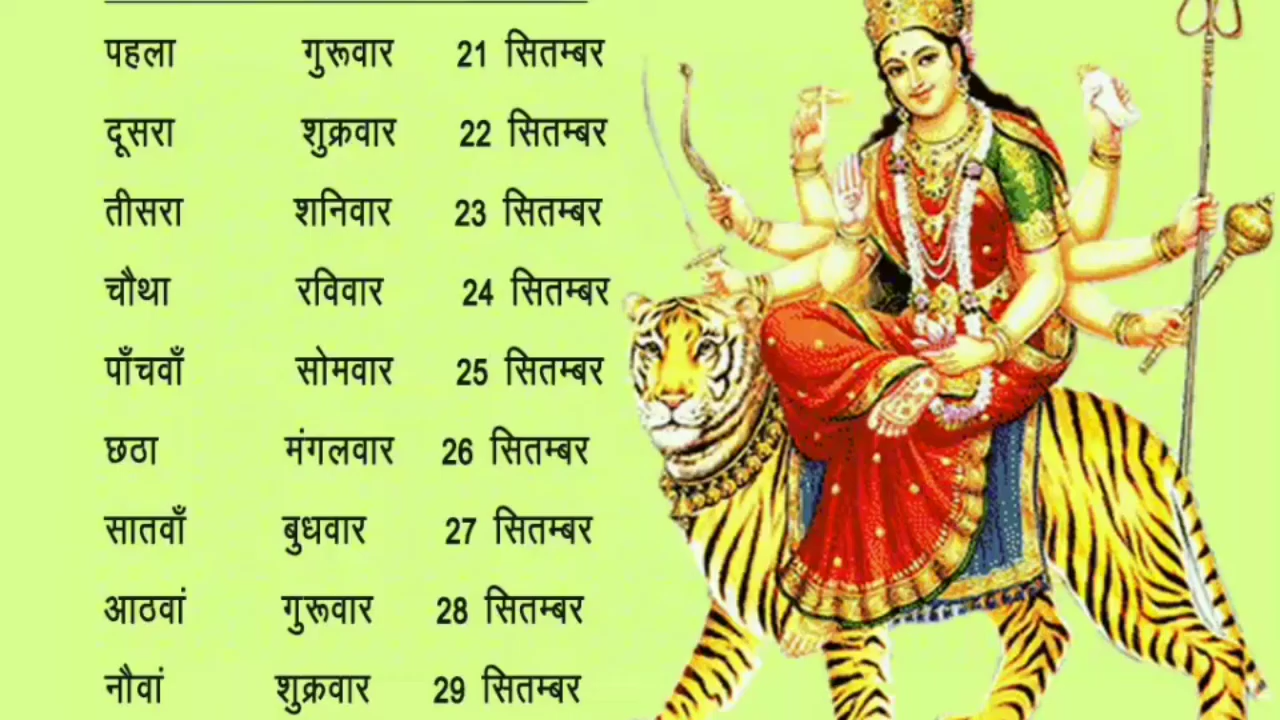 पहला गुरूवार 21 सितम्बर
दूसरा शुक्रवार 22 सितम्बर
तीसरा शनिवार 23 सितम्बर
चौथा रविवार 24 सितम्बर
पाँचवाँ सोमवार 25 सितम्बर
छठा मंगलवार 26 सितम्बर
सातवाँ बुधवार 27 सितम्बर
आठवां गुरूवार 28 सितम्बर
नौवां शुक्रवार 29 सितम्बर